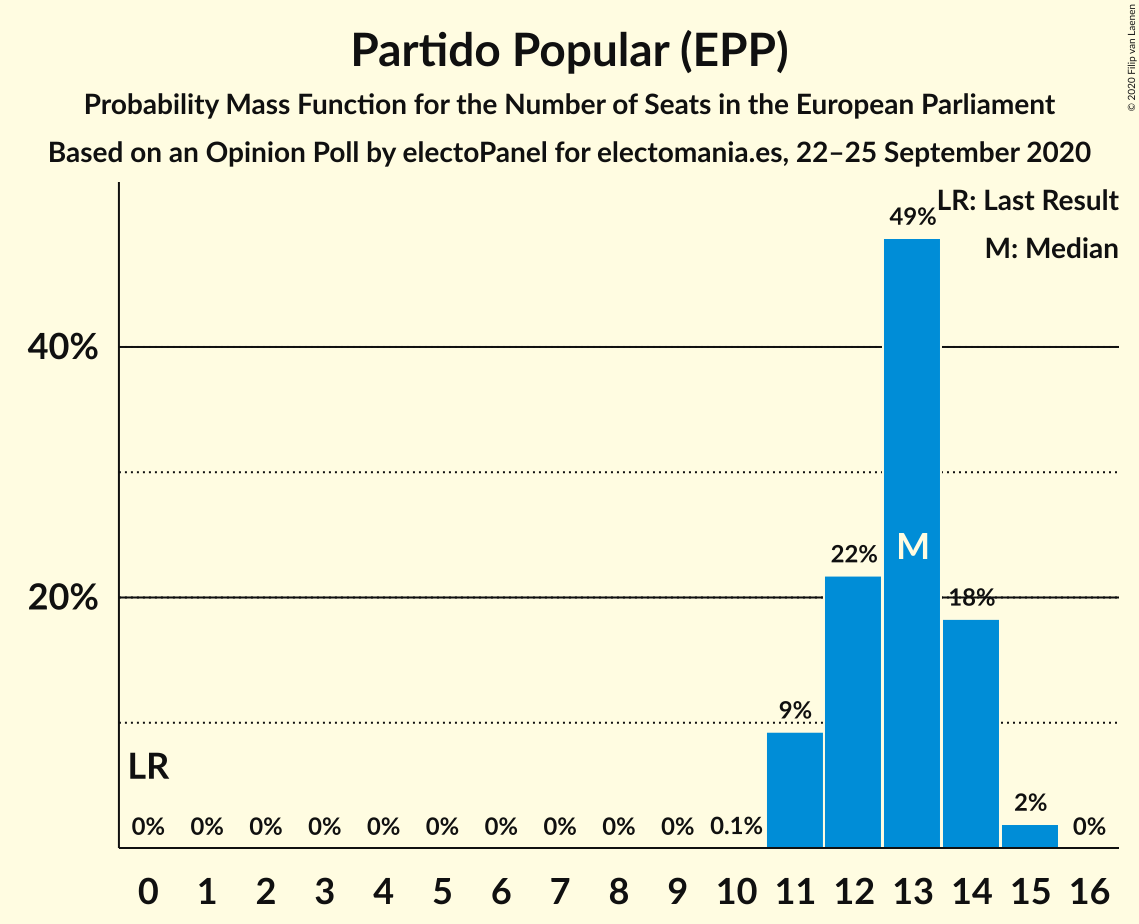 Partido Popular (EPP)
Probability Mass Function for the Number of Seats in the European Parliament
Based on an Opinion Poll by electoPanel for electomania.es, 22–25 September 2020
© 2020 Filip van Laenen
LR: Last Result
M: Median
49%
40%
M
22%
20%
18%
9%
LR
2%
0% 0% 0% 0% 0% 0% 0% 0% 0% 0% 0.1% 0%
0 1 2 3 4 5 6 7 8 9 10 11 12 13 14 15 16